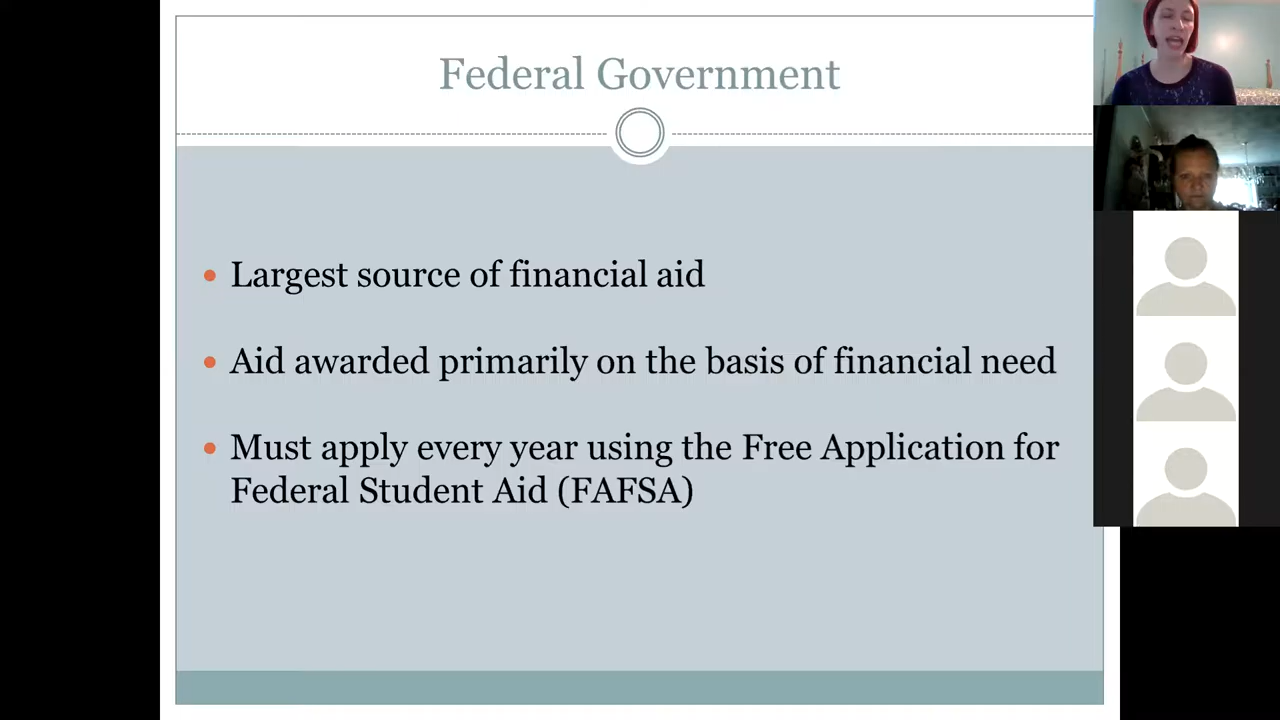 Federal Government
Largest source of financial aid
Aid awarded primarily on the basis of financial need
Must apply every year using the Free Application for
Federal Student Aid (FAFSA)